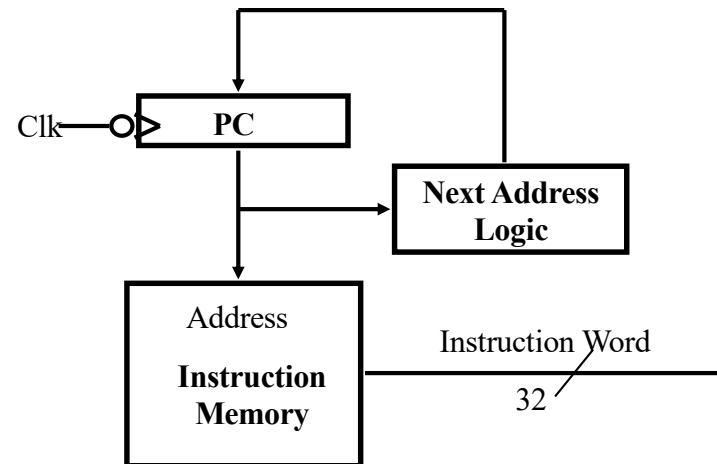 Clk
PC
Next Address
Logic
Address
Instruction
Memory
Instruction Word
32